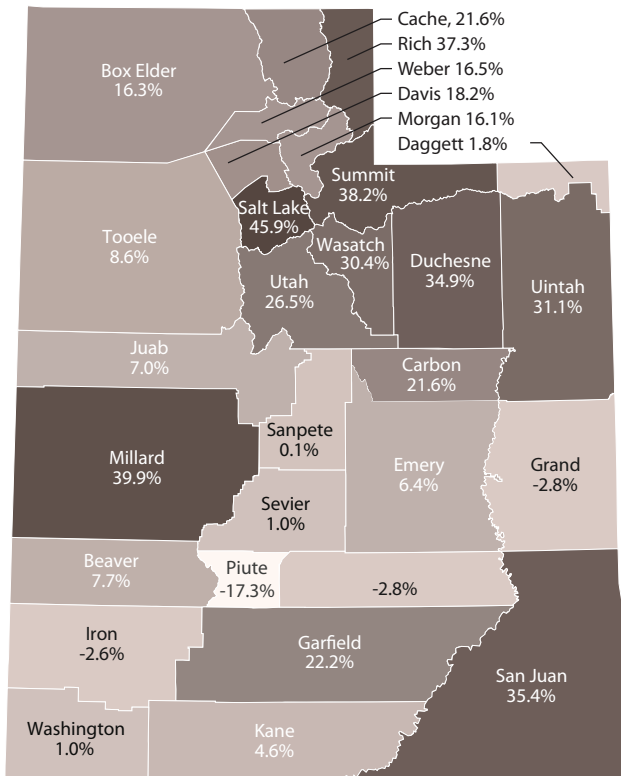 Cache, 21.6%
Rich 37.3%
Weber 16.5%
Davis 18.2%
Morgan 16.1%
Daggett 1.8%
Box Elder
16.3%
Summit
38.2%
Salt Lake
45.9%
Tooele
8.6%
Wasatch
30.4%
Duchesne
34.9%
Uintah
31.1%
Utah
26.5%
Juab
7.0%
Carbon
21.6%
Sanpete
0.1%
Millard
39.9%
Emery
6.4%
Grand
-2.8%
Sevier
1.0%
Beaver
7.7%
Piute
-17.3%
-2.8%
Iron
-2.6%
Garfield
22.2%
San Juan
35.4%
Washington
1.0%
Kane
4.6%